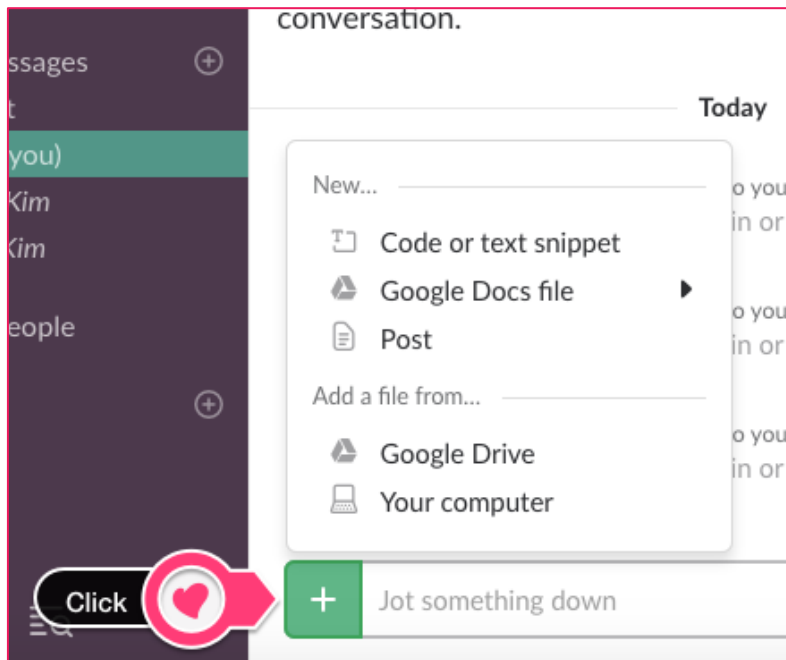 conversation.
ssages
t
you)
Kim
Kim
eople
Today
New...
Code or text snippet
Google Docs file
Post
Add a file from...
Google Drive
Your computer
o you
in or
o you
in or
o you
in or
Click
+ Jot something down